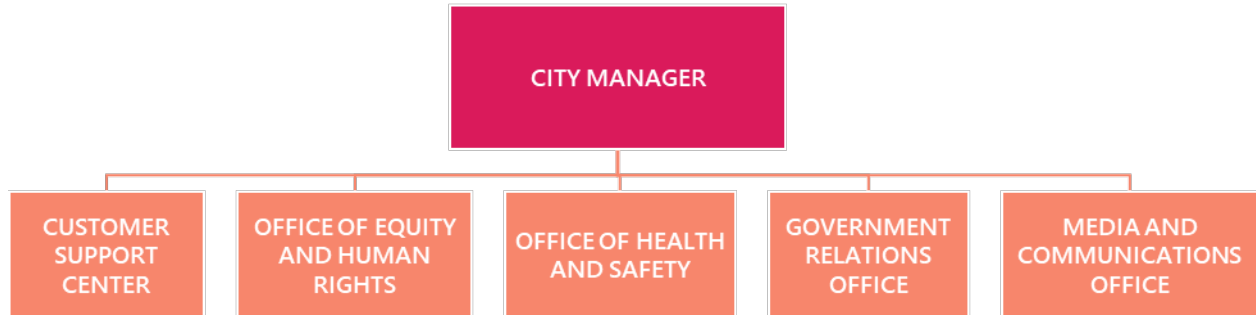 CITY MANAGER
CUSTOMER
SUPPORT
CENTER
OFFICE OF EQUITY
AND HUMAN
RIGHTS
OFFICE OF HEALTH
AND SAFETY
GOVERNMENT
RELATIONS
OFFICE
MEDIA AND
COMMUNICATIONS
OFFICE